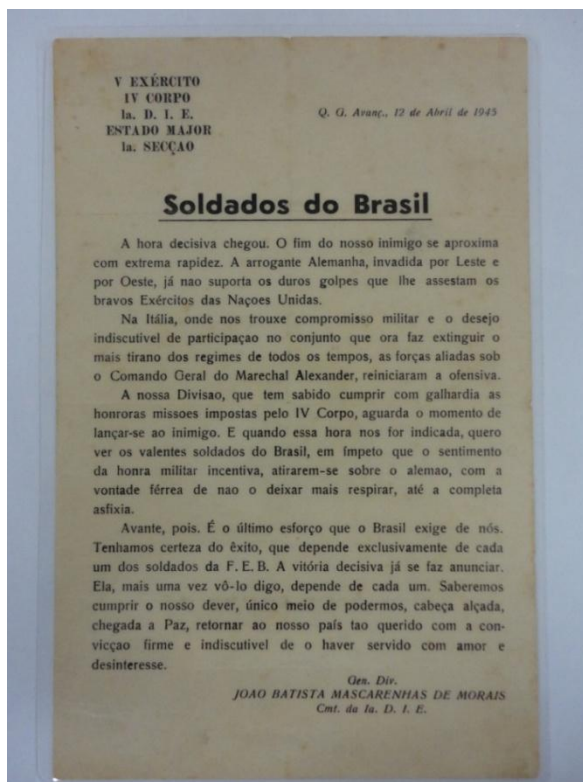 V EXÉRCITO
IV CORPO
Ia. D. I. E.
ESTADO MAJOR
Ia. SECÇAO
Q. G. Avanç., 12 de Abril de 1945
Soldados do Brasil
A hora decisiva chegou. O fim do nosso inimigo se aproxima
com extrema rapidez. A arrogante Alemanha, invadida por Leste e
por Oeste, já nao suporta os duros golpes que lhe assestam os
bravos Exércitos das Naçoes Unidas.
Na Itália, onde nos trouxe compromisso militar e o desejo
indiscutivel de participaçao no conjunto que ora faz extinguir o
mais tirano dos regimes de todos os tempos, as forças aliadas sob
o Comando Geral do Marechal Alexander, reiniciaram a ofensiva.
A nossa Divisao, que tem sabido cumprir com galhardia as
honroras missoes impostas pelo IV Corpo, aguarda o momento de
lançar-se ao inimigo. E quando essa hora nos for indicada, quero
ver os valentes soldados do Brasil, em ímpeto que o sentimento
da honra militar incentiva, atirarem-se sobre o alemao, com a
vontade férrea de nao o deixar mais respirar, até a completa
asfixia.
Avante, pois. É o último esforço que o Brasil exige de nós.
Tenhamos certeza do êxito, que depende exclusivamente de cada
um dos soldados da F. E. B. A vitória decisiva já se faz anunciar.
Ela, mais uma vez vô-lo digo, depende de cada um. Saberemos
cumprir o nosso dever, único meio de podermos, cabeça alçada,
chegada a Paz, retornar ao nosso país tao querido com a con-
vicçao firme e indiscutivel de o haver servido com amor e
desinteresse.
Gen. Div.
JOAO BATISTA MASCARENHAS DE MORAIS
Cmt. da Ia. D. I. E.